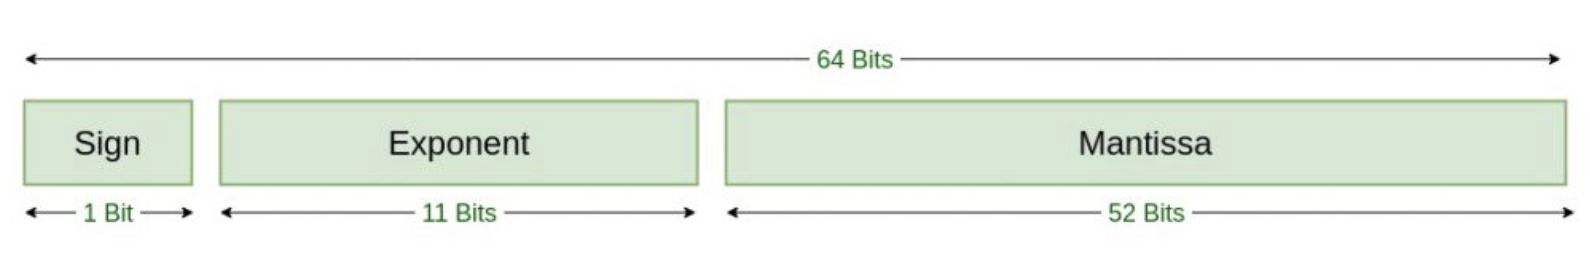 64 Bits
Sign Exponent Mantissa
1 Bit 11 Bits 52 Bits